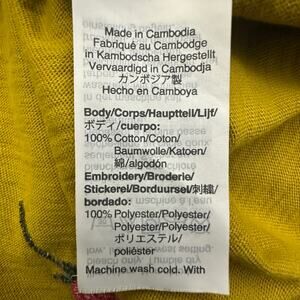 Made in Cambodia
Fabriqué au Cambodge
in Kambodscha Hergestellt
Vervaardigd in Cambodja
カンボジア製
Hecho en Camboya
Body/Corps/Hauptteil/Lijf/
ボディ/cuerpo:
100% Cotton/Coton/
Baumwolle/Katoen/
綿/algodón
Embroidery/Broderie/
Stickerei/Borduursel/刺繍/
bordado:
100% Polyester/Polyester/
Polyester/Polyester/
ポリエステル/
poliéster
Machine wash cold. With